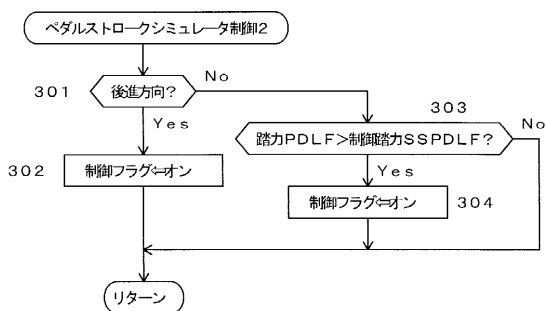 ペダルストロークシミュレータ制御２
３０１
後進方向？
Ｎｏ
Ｙｅｓ
３０３
踏力ＰＤＬＦ＞制御踏力ＳＳＰＤＬＦ？
Ｎｏ
３０２
制御フラグ⇐オン
Ｙｅｓ
制御フラグ⇐オン
３０４
リターン